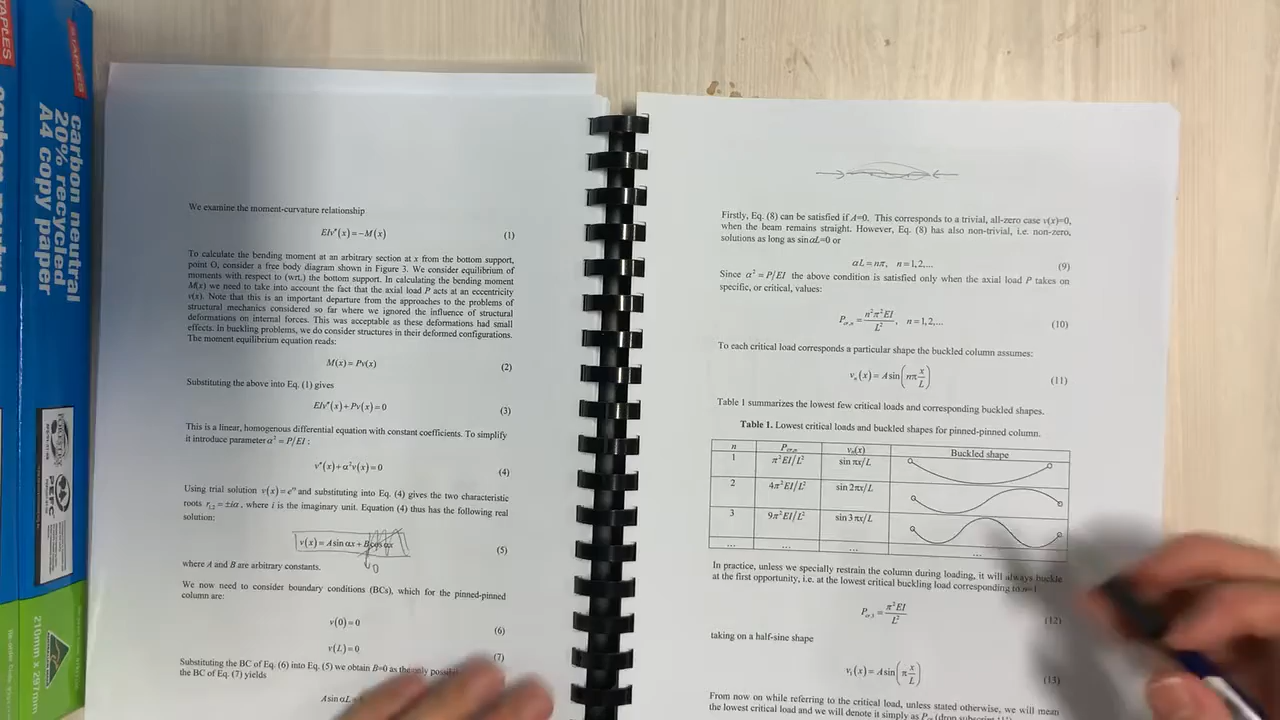 STAPLES
STAPLES
carbon neutral
20% recycled
A4 copy paper
PEFC
210mm x 297mm
We examine the moment-curvature relationship
EIv″(x) = −M(x) (1)
To calculate the bending moment at an arbitrary section at x from the bottom support,
point O, consider a free body diagram shown in Figure 3. We consider equilibrium of
moments with respect to (wrt.) the bottom support. In calculating the bending moment
M(x) we need to take into account the fact that the axial load P acts at an eccentricity
v(x). Note that this is an important departure from the approaches to the problems of
structural mechanics considered so far where we ignored the influence of structural
deformations on internal forces. This was acceptable as these deformations had small
effects. In buckling problems, we do consider structures in their deformed configurations.
The moment equilibrium equation reads:
M(x) = Pv(x) (2)
Substituting the above into Eq. (1) gives
EIv″(x) + Pv(x) = 0 (3)
This is a linear, homogenous differential equation with constant coefficients. To simplify
it introduce parameter α² = P/EI :
v″(x) + α²v(x) = 0 (4)
Using trial solution v(x) = eʳˣ and substituting into Eq. (4) gives the two characteristic
roots r₁,₂ = ±iα, where i is the imaginary unit. Equation (4) thus has the following real
solution:
v(x) = A sin αx + B cos αx (5)
0
where A and B are arbitrary constants.
We now need to consider boundary conditions (BCs), which for the pinned-pinned
column are:
v(0) = 0 (6)
v(L) = 0 (7)
Substituting the BC of Eq. (6) into Eq. (5) we obtain B=0 as the only
the BC of Eq. (7) yields
A sin αL =
Firstly, Eq. (8) can be satisfied if A=0. This corresponds to a trivial, all-zero case v(x)=0,
when the beam remains straight. However, Eq. (8) has also non-trivial, i.e. non-zero,
solutions as long as sinαL=0 or
αL = nπ, n = 1,2,... (9)
Since α² = P/EI the above condition is satisfied only when the axial load P takes on
specific, or critical, values:
Pcr,n = n²π²EI/L², n = 1,2,... (10)
To each critical load corresponds a particular shape the buckled column assumes:
vₙ(x) = A sin(nπ x/L) (11)
Table 1 summarizes the lowest few critical loads and corresponding buckled shapes.
Table 1. Lowest critical loads and buckled shapes for pinned-pinned column.
n Pcr,n vₙ(x) Buckled shape
1 π²EI/L² sin πx/L
2 4π²EI/L² sin 2πx/L
3 9π²EI/L² sin 3πx/L
... ... ... ...
In practice, unless we specially restrain the column during loading, it will always buckle
at the first opportunity, i.e. at the lowest critical buckling load corresponding to n=1
Pcr,1 = π²EI/L² (12)
taking on a half-sine shape
v₁(x) = A sin(π x/L) (13)
From now on while referring to the critical load, unless stated otherwise, we will mean
the lowest critical load and we will denote it simply as Pcr (drop subscript